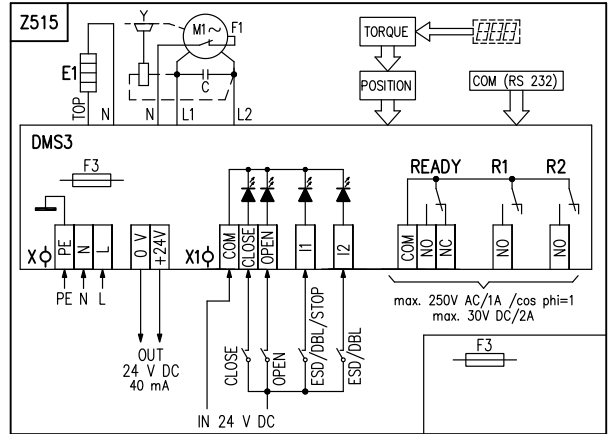 Z515
Y
M1~
F1
E1
TOP
N
C
N
L1
L2
TORQUE
POSITION
COM (RS 232)
DMS3
F3
READY
R1
R2
X
PE
N
L
0 V
+24V
X1
COM
CLOSE
OPEN
I1
I2
COM
NO
NC
NO
NO
PE N L
max. 250V AC/1A /cos phi=1
max. 30V DC/2A
OUT
24 V DC
40 mA
CLOSE
OPEN
ESD/DBL/STOP
ESD/DBL
IN 24 V DC
F3